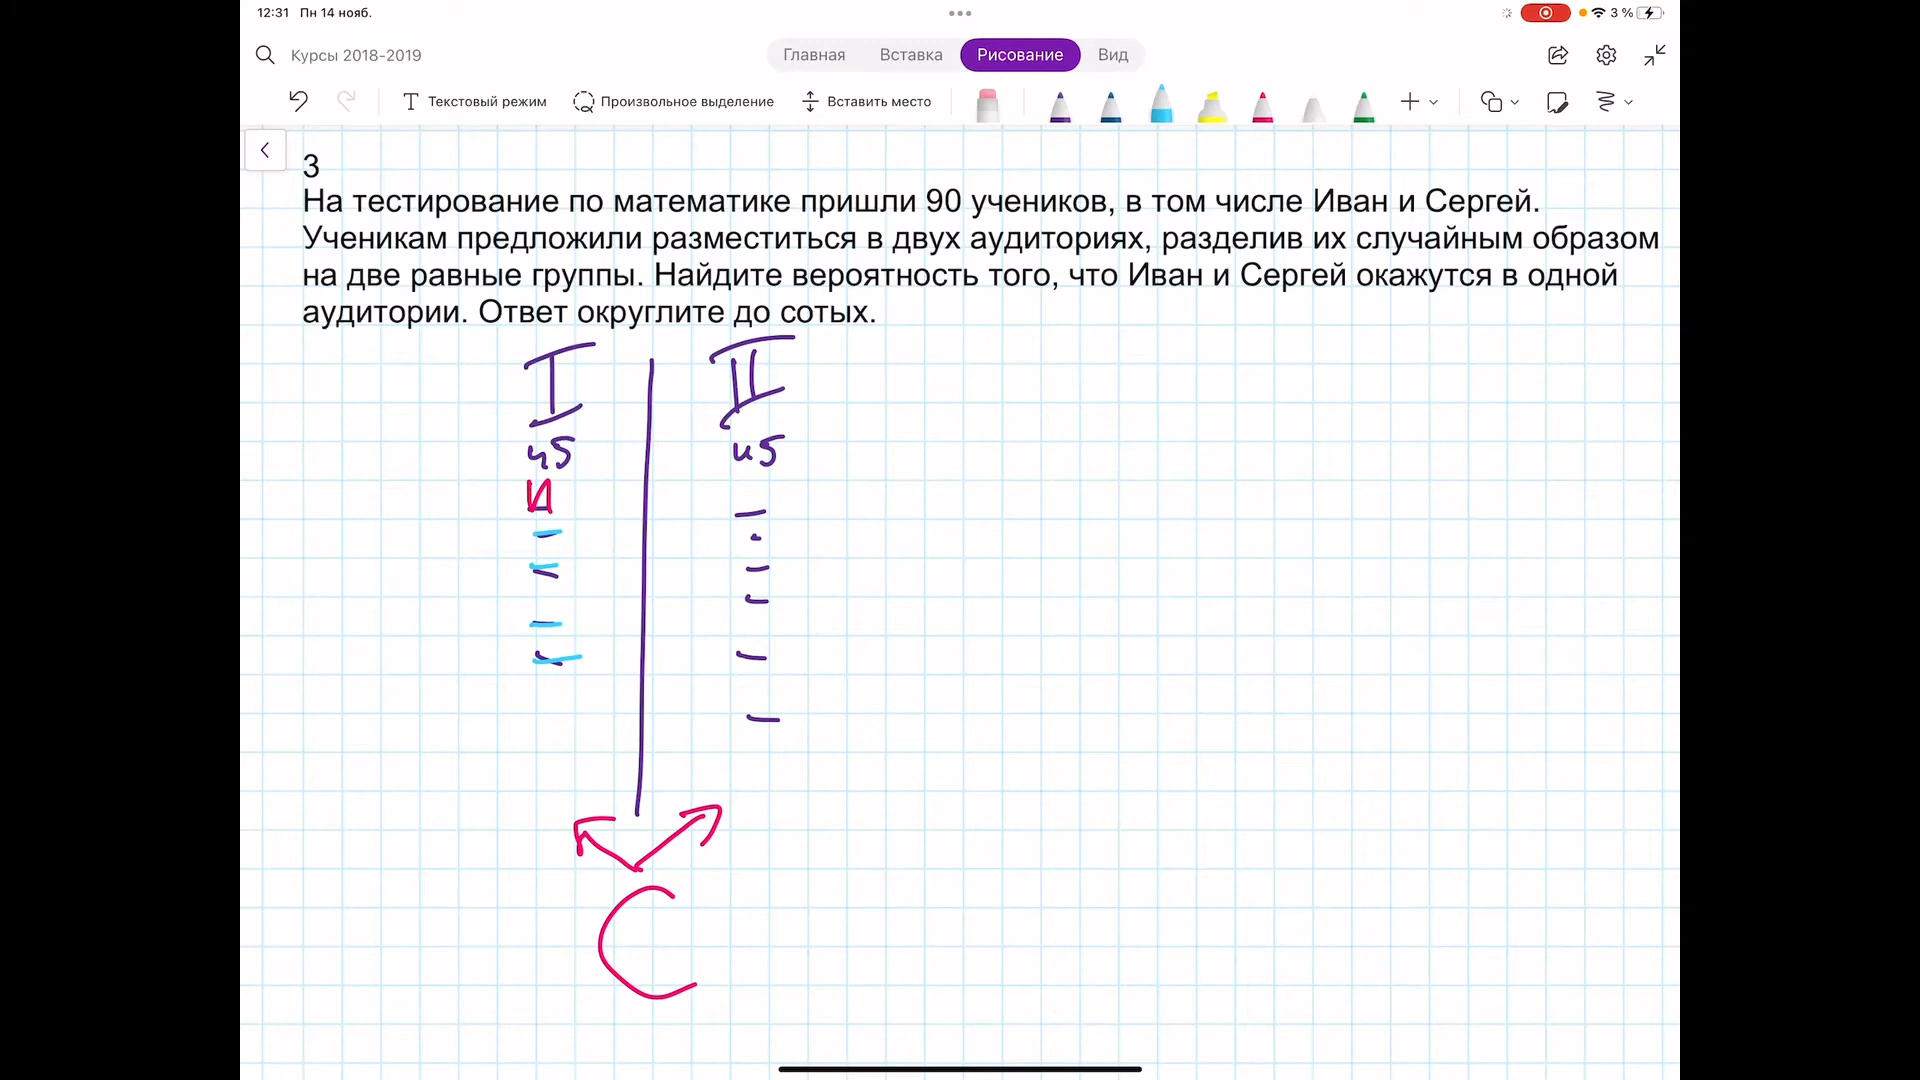 12:31 Пн 14 нояб.
3 %
Курсы 2018-2019
Главная Вставка Рисование Вид
Текстовый режим Произвольное выделение Вставить место
3
На тестирование по математике пришли 90 учеников, в том числе Иван и Сергей.
Ученикам предложили разместиться в двух аудиториях, разделив их случайным образом
на две равные группы. Найдите вероятность того, что Иван и Сергей окажутся в одной
аудитории. Ответ округлите до сотых.
I II
45 45
И
С